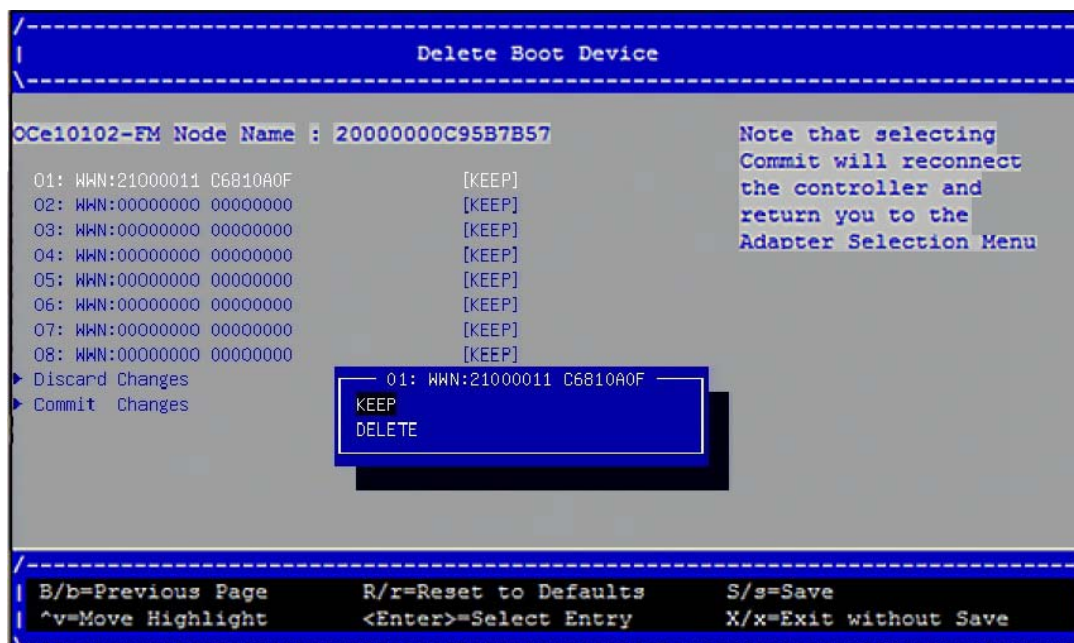 /------------------------------------------------------------------------------
| Delete Boot Device
\------------------------------------------------------------------------------
OCe10102-FM Node Name : 20000000C95B7B57
01: WWN:21000011 C6810A0F [KEEP]
02: WWN:00000000 00000000 [KEEP]
03: WWN:00000000 00000000 [KEEP]
04: WWN:00000000 00000000 [KEEP]
05: WWN:00000000 00000000 [KEEP]
06: WWN:00000000 00000000 [KEEP]
07: WWN:00000000 00000000 [KEEP]
08: WWN:00000000 00000000 [KEEP]
Discard Changes
Commit Changes
Note that selecting
Commit will reconnect
the controller and
return you to the
Adapter Selection Menu
01: WWN:21000011 C6810A0F
KEEP
DELETE
/------------------------------------------------------------------------------
| B/b=Previous Page R/r=Reset to Defaults S/s=Save
| ^v=Move Highlight <Enter>=Select Entry X/x=Exit without Save